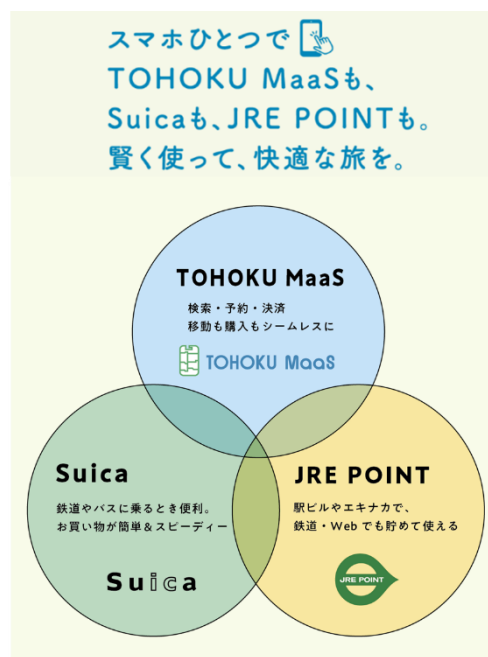 スマホひとつで
TOHOKU MaaSも、
Suicaも、JRE POINTも。
賢く使って、快適な旅を。
TOHOKU MaaS
検索・予約・決済
移動も購入もシームレスに
TOHOKU MaaS
Suica
鉄道やバスに乗るとき便利。
お買い物が簡単＆スピーディー
Suica
JRE POINT
駅ビルやエキナカで、
鉄道・Webでも貯めて使える
JRE POINT